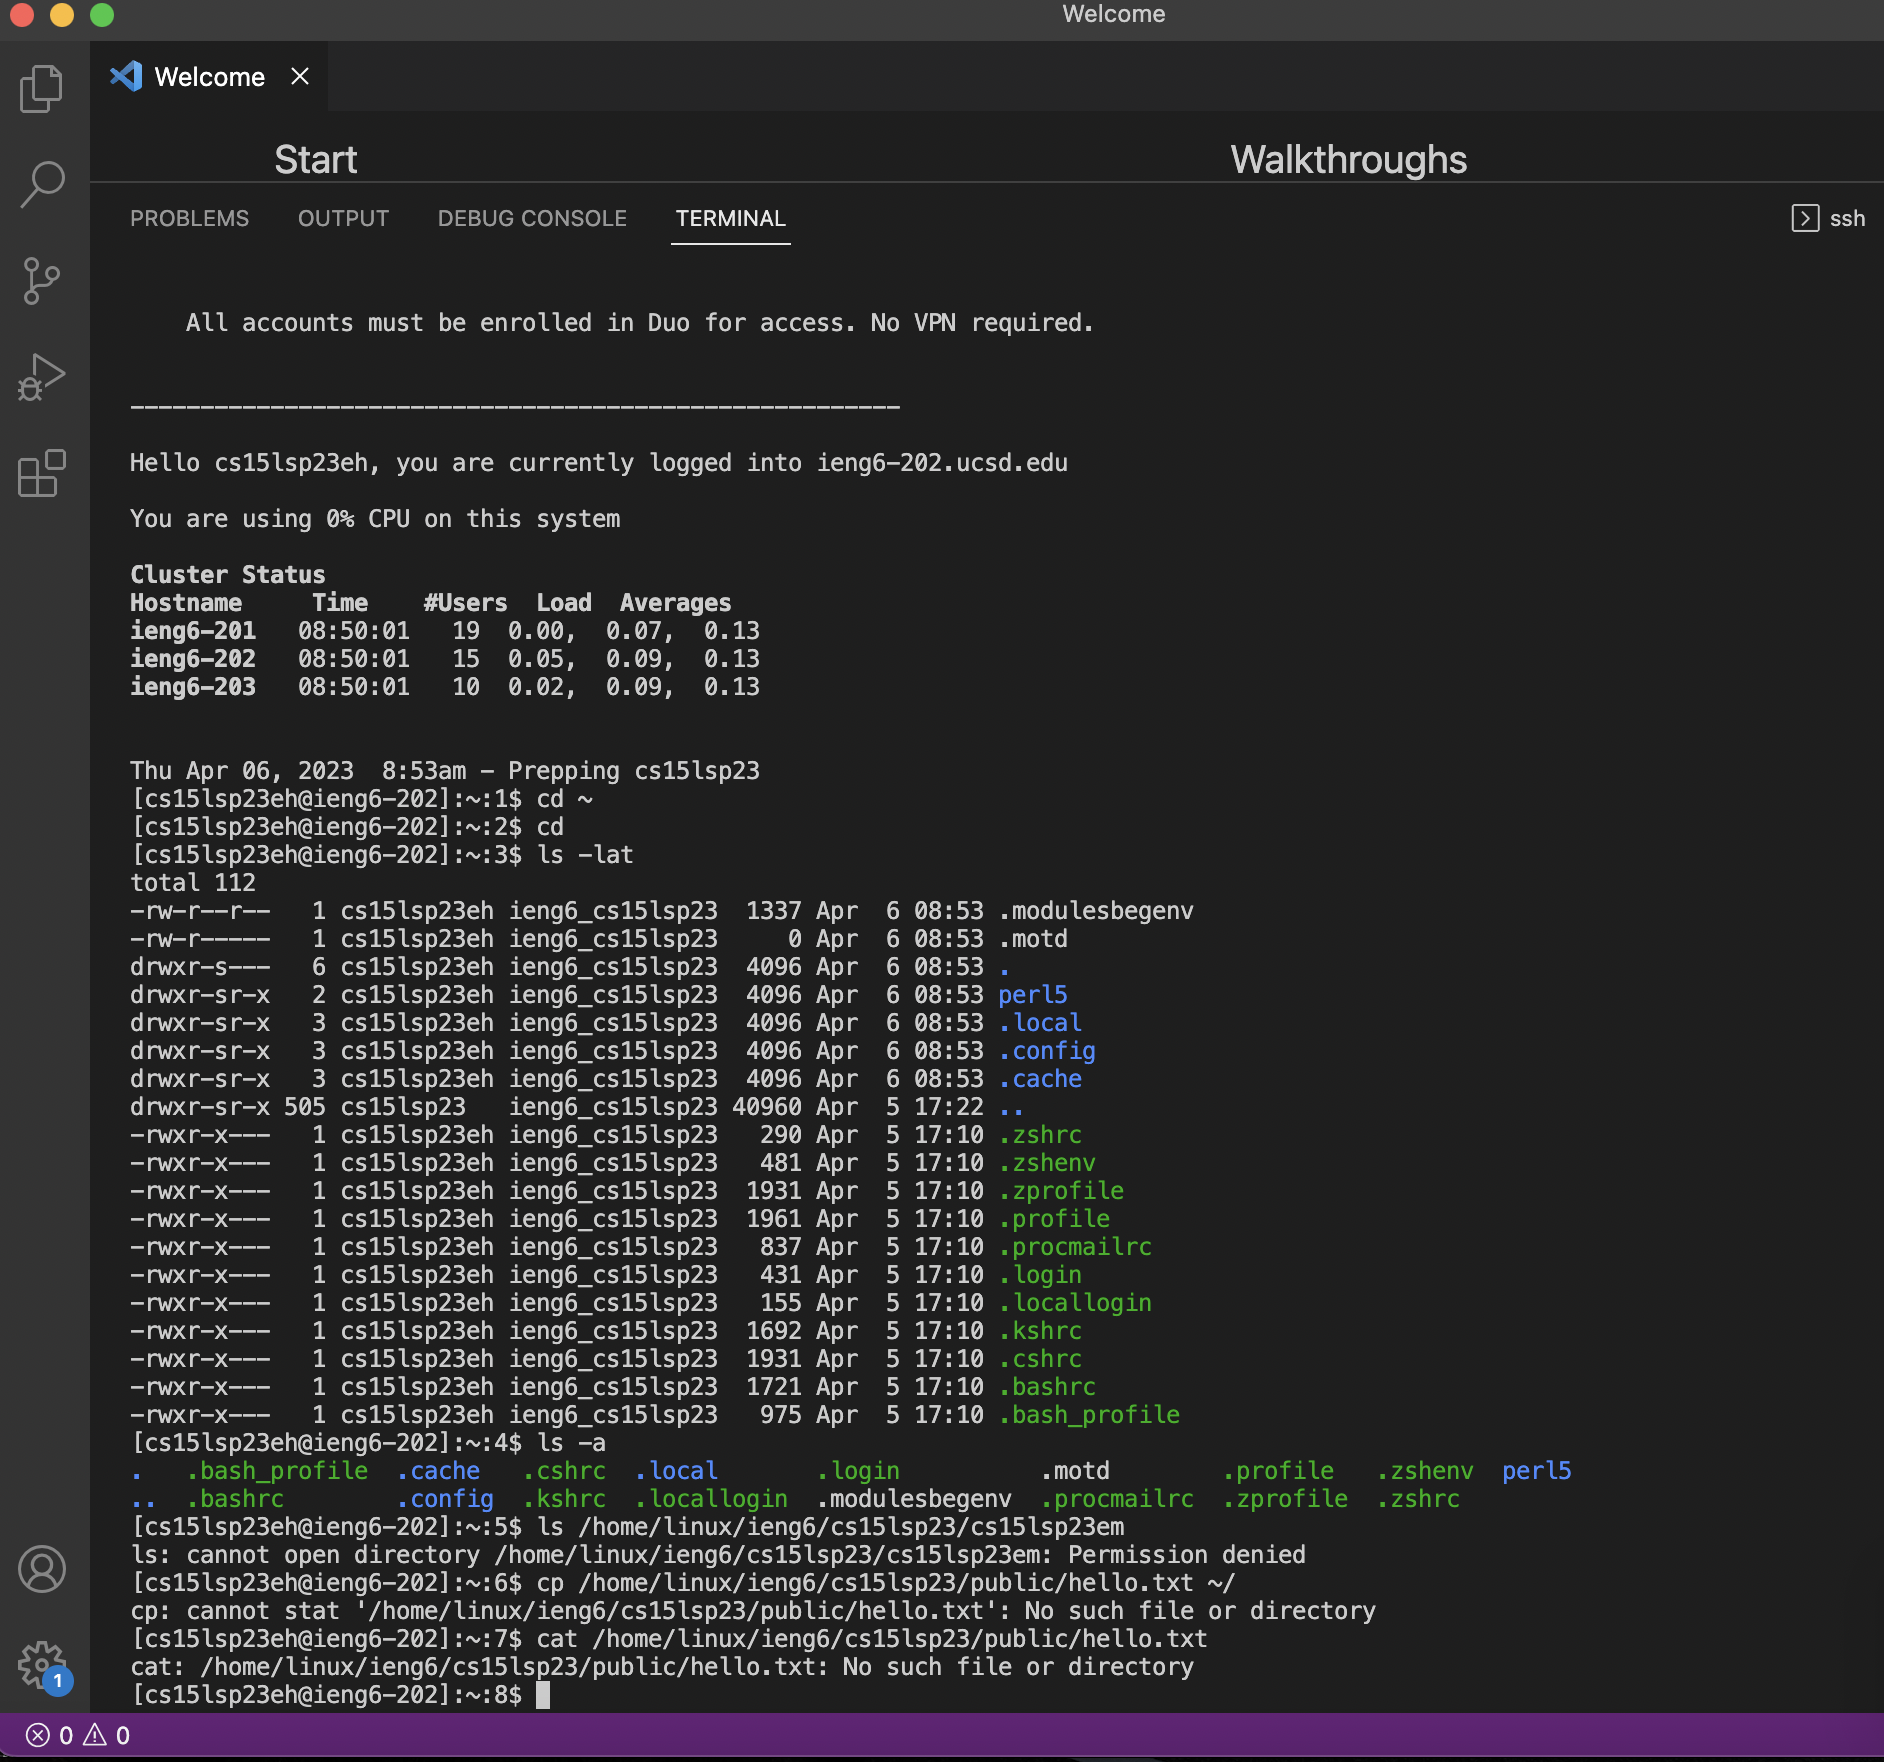 Welcome
Welcome
Start
Walkthroughs
PROBLEMS OUTPUT DEBUG CONSOLE TERMINAL ssh
All accounts must be enrolled in Duo for access. No VPN required.
-------------------------------------------------------
Hello cs15lsp23eh, you are currently logged into ieng6-202.ucsd.edu
You are using 0% CPU on this system
Cluster Status
Hostname     Time    #Users  Load  Averages
ieng6-201   08:50:01   19  0.00,  0.07,  0.13
ieng6-202   08:50:01   15  0.05,  0.09,  0.13
ieng6-203   08:50:01   10  0.02,  0.09,  0.13
Thu Apr 06, 2023  8:53am - Prepping cs15lsp23
[cs15lsp23eh@ieng6-202]:~:1$ cd ~
[cs15lsp23eh@ieng6-202]:~:2$ cd
[cs15lsp23eh@ieng6-202]:~:3$ ls -lat
total 112
-rw-r--r--   1 cs15lsp23eh ieng6_cs15lsp23  1337 Apr  6 08:53 .modulesbegenv
-rw-r-----   1 cs15lsp23eh ieng6_cs15lsp23     0 Apr  6 08:53 .motd
drwxr-s---   6 cs15lsp23eh ieng6_cs15lsp23  4096 Apr  6 08:53 .
drwxr-sr-x   2 cs15lsp23eh ieng6_cs15lsp23  4096 Apr  6 08:53 perl5
drwxr-sr-x   3 cs15lsp23eh ieng6_cs15lsp23  4096 Apr  6 08:53 .local
drwxr-sr-x   3 cs15lsp23eh ieng6_cs15lsp23  4096 Apr  6 08:53 .config
drwxr-sr-x   3 cs15lsp23eh ieng6_cs15lsp23  4096 Apr  6 08:53 .cache
drwxr-sr-x 505 cs15lsp23   ieng6_cs15lsp23 40960 Apr  5 17:22 ..
-rwxr-x---   1 cs15lsp23eh ieng6_cs15lsp23   290 Apr  5 17:10 .zshrc
-rwxr-x---   1 cs15lsp23eh ieng6_cs15lsp23   481 Apr  5 17:10 .zshenv
-rwxr-x---   1 cs15lsp23eh ieng6_cs15lsp23  1931 Apr  5 17:10 .zprofile
-rwxr-x---   1 cs15lsp23eh ieng6_cs15lsp23  1961 Apr  5 17:10 .profile
-rwxr-x---   1 cs15lsp23eh ieng6_cs15lsp23   837 Apr  5 17:10 .procmailrc
-rwxr-x---   1 cs15lsp23eh ieng6_cs15lsp23   431 Apr  5 17:10 .login
-rwxr-x---   1 cs15lsp23eh ieng6_cs15lsp23   155 Apr  5 17:10 .locallogin
-rwxr-x---   1 cs15lsp23eh ieng6_cs15lsp23  1692 Apr  5 17:10 .kshrc
-rwxr-x---   1 cs15lsp23eh ieng6_cs15lsp23  1931 Apr  5 17:10 .cshrc
-rwxr-x---   1 cs15lsp23eh ieng6_cs15lsp23  1721 Apr  5 17:10 .bashrc
-rwxr-x---   1 cs15lsp23eh ieng6_cs15lsp23   975 Apr  5 17:10 .bash_profile
[cs15lsp23eh@ieng6-202]:~:4$ ls -a
.   .bash_profile  .cache   .cshrc  .local       .login          .motd        .profile   .zshenv  perl5
..  .bashrc        .config  .kshrc  .locallogin  .modulesbegenv  .procmailrc  .zprofile  .zshrc
[cs15lsp23eh@ieng6-202]:~:5$ ls /home/linux/ieng6/cs15lsp23/cs15lsp23em
ls: cannot open directory /home/linux/ieng6/cs15lsp23/cs15lsp23em: Permission denied
[cs15lsp23eh@ieng6-202]:~:6$ cp /home/linux/ieng6/cs15lsp23/public/hello.txt ~/
cp: cannot stat '/home/linux/ieng6/cs15lsp23/public/hello.txt': No such file or directory
[cs15lsp23eh@ieng6-202]:~:7$ cat /home/linux/ieng6/cs15lsp23/public/hello.txt
cat: /home/linux/ieng6/cs15lsp23/public/hello.txt: No such file or directory
[cs15lsp23eh@ieng6-202]:~:8$
1
0 0